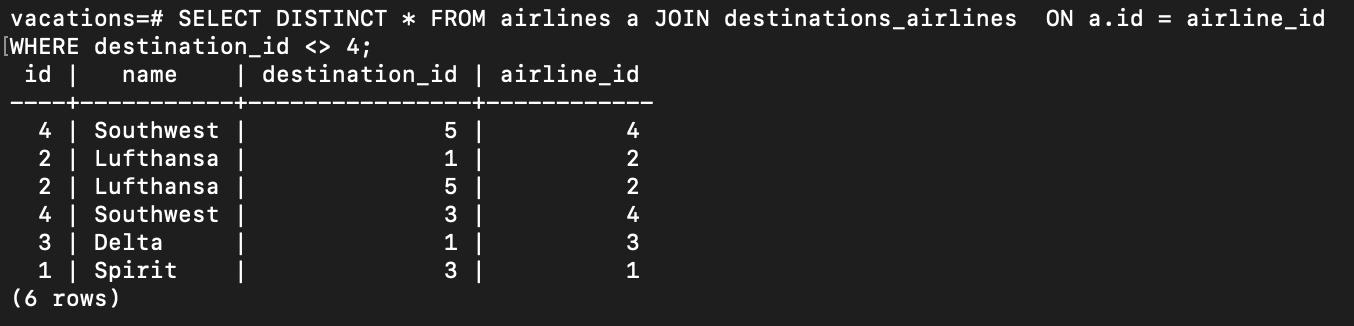 vacations=# SELECT DISTINCT * FROM airlines a JOIN destinations_airlines  ON a.id = airline_id
[WHERE destination_id <> 4;
 id |   name    | destination_id | airline_id
----+-----------+----------------+------------
  4 | Southwest |              5 |          4
  2 | Lufthansa |              1 |          2
  2 | Lufthansa |              5 |          2
  4 | Southwest |              3 |          4
  3 | Delta     |              1 |          3
  1 | Spirit    |              3 |          1
(6 rows)